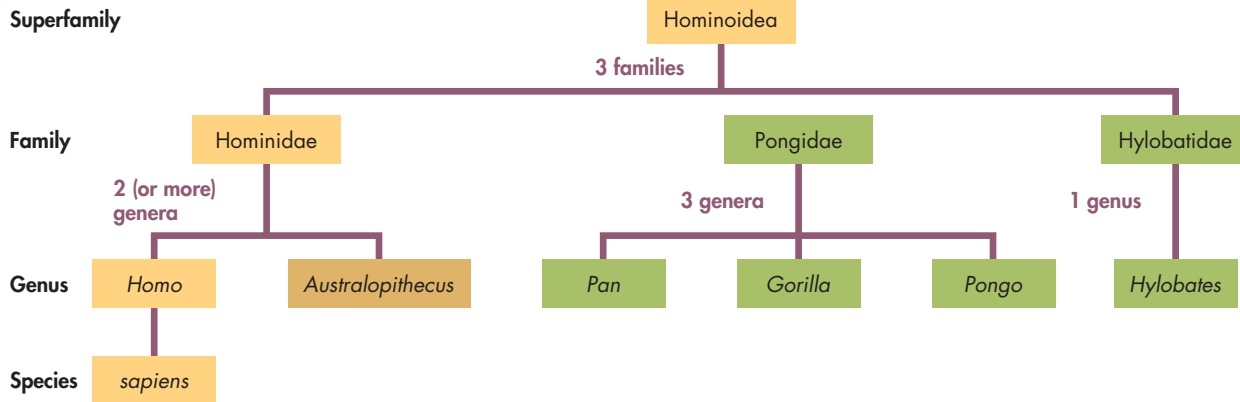 Superfamily
Hominoidea
3 families
Family
Hominidae
Pongidae
Hylobatidae
2 (or more)
genera
3 genera
1 genus
Genus
Homo
Australopithecus
Pan
Gorilla
Pongo
Hylobates
Species
sapiens